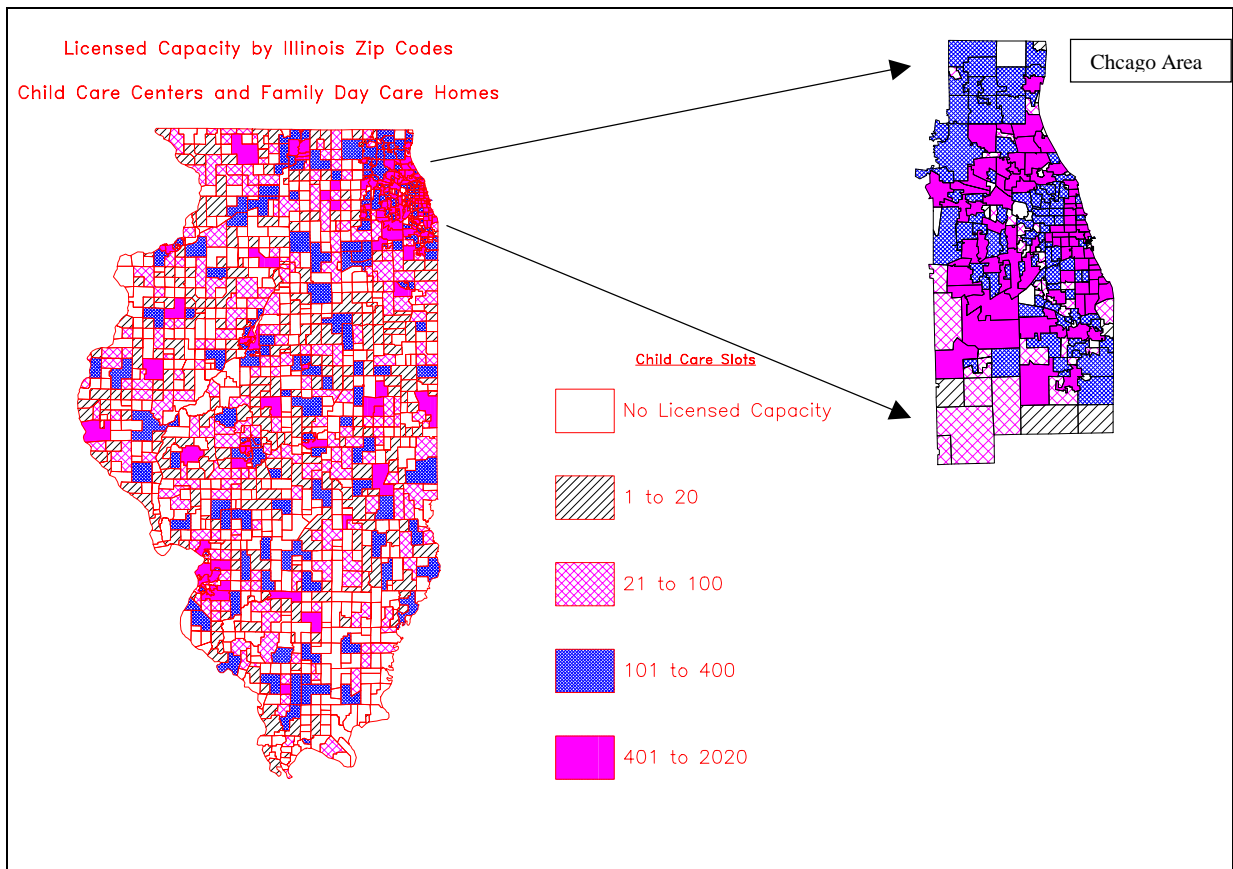 Licensed Capacity by Illinois Zip Codes
Child Care Centers and Family Day Care Homes
Chcago Area
Child Care Slots
No Licensed Capacity
1 to 20
21 to 100
101 to 400
401 to 2020